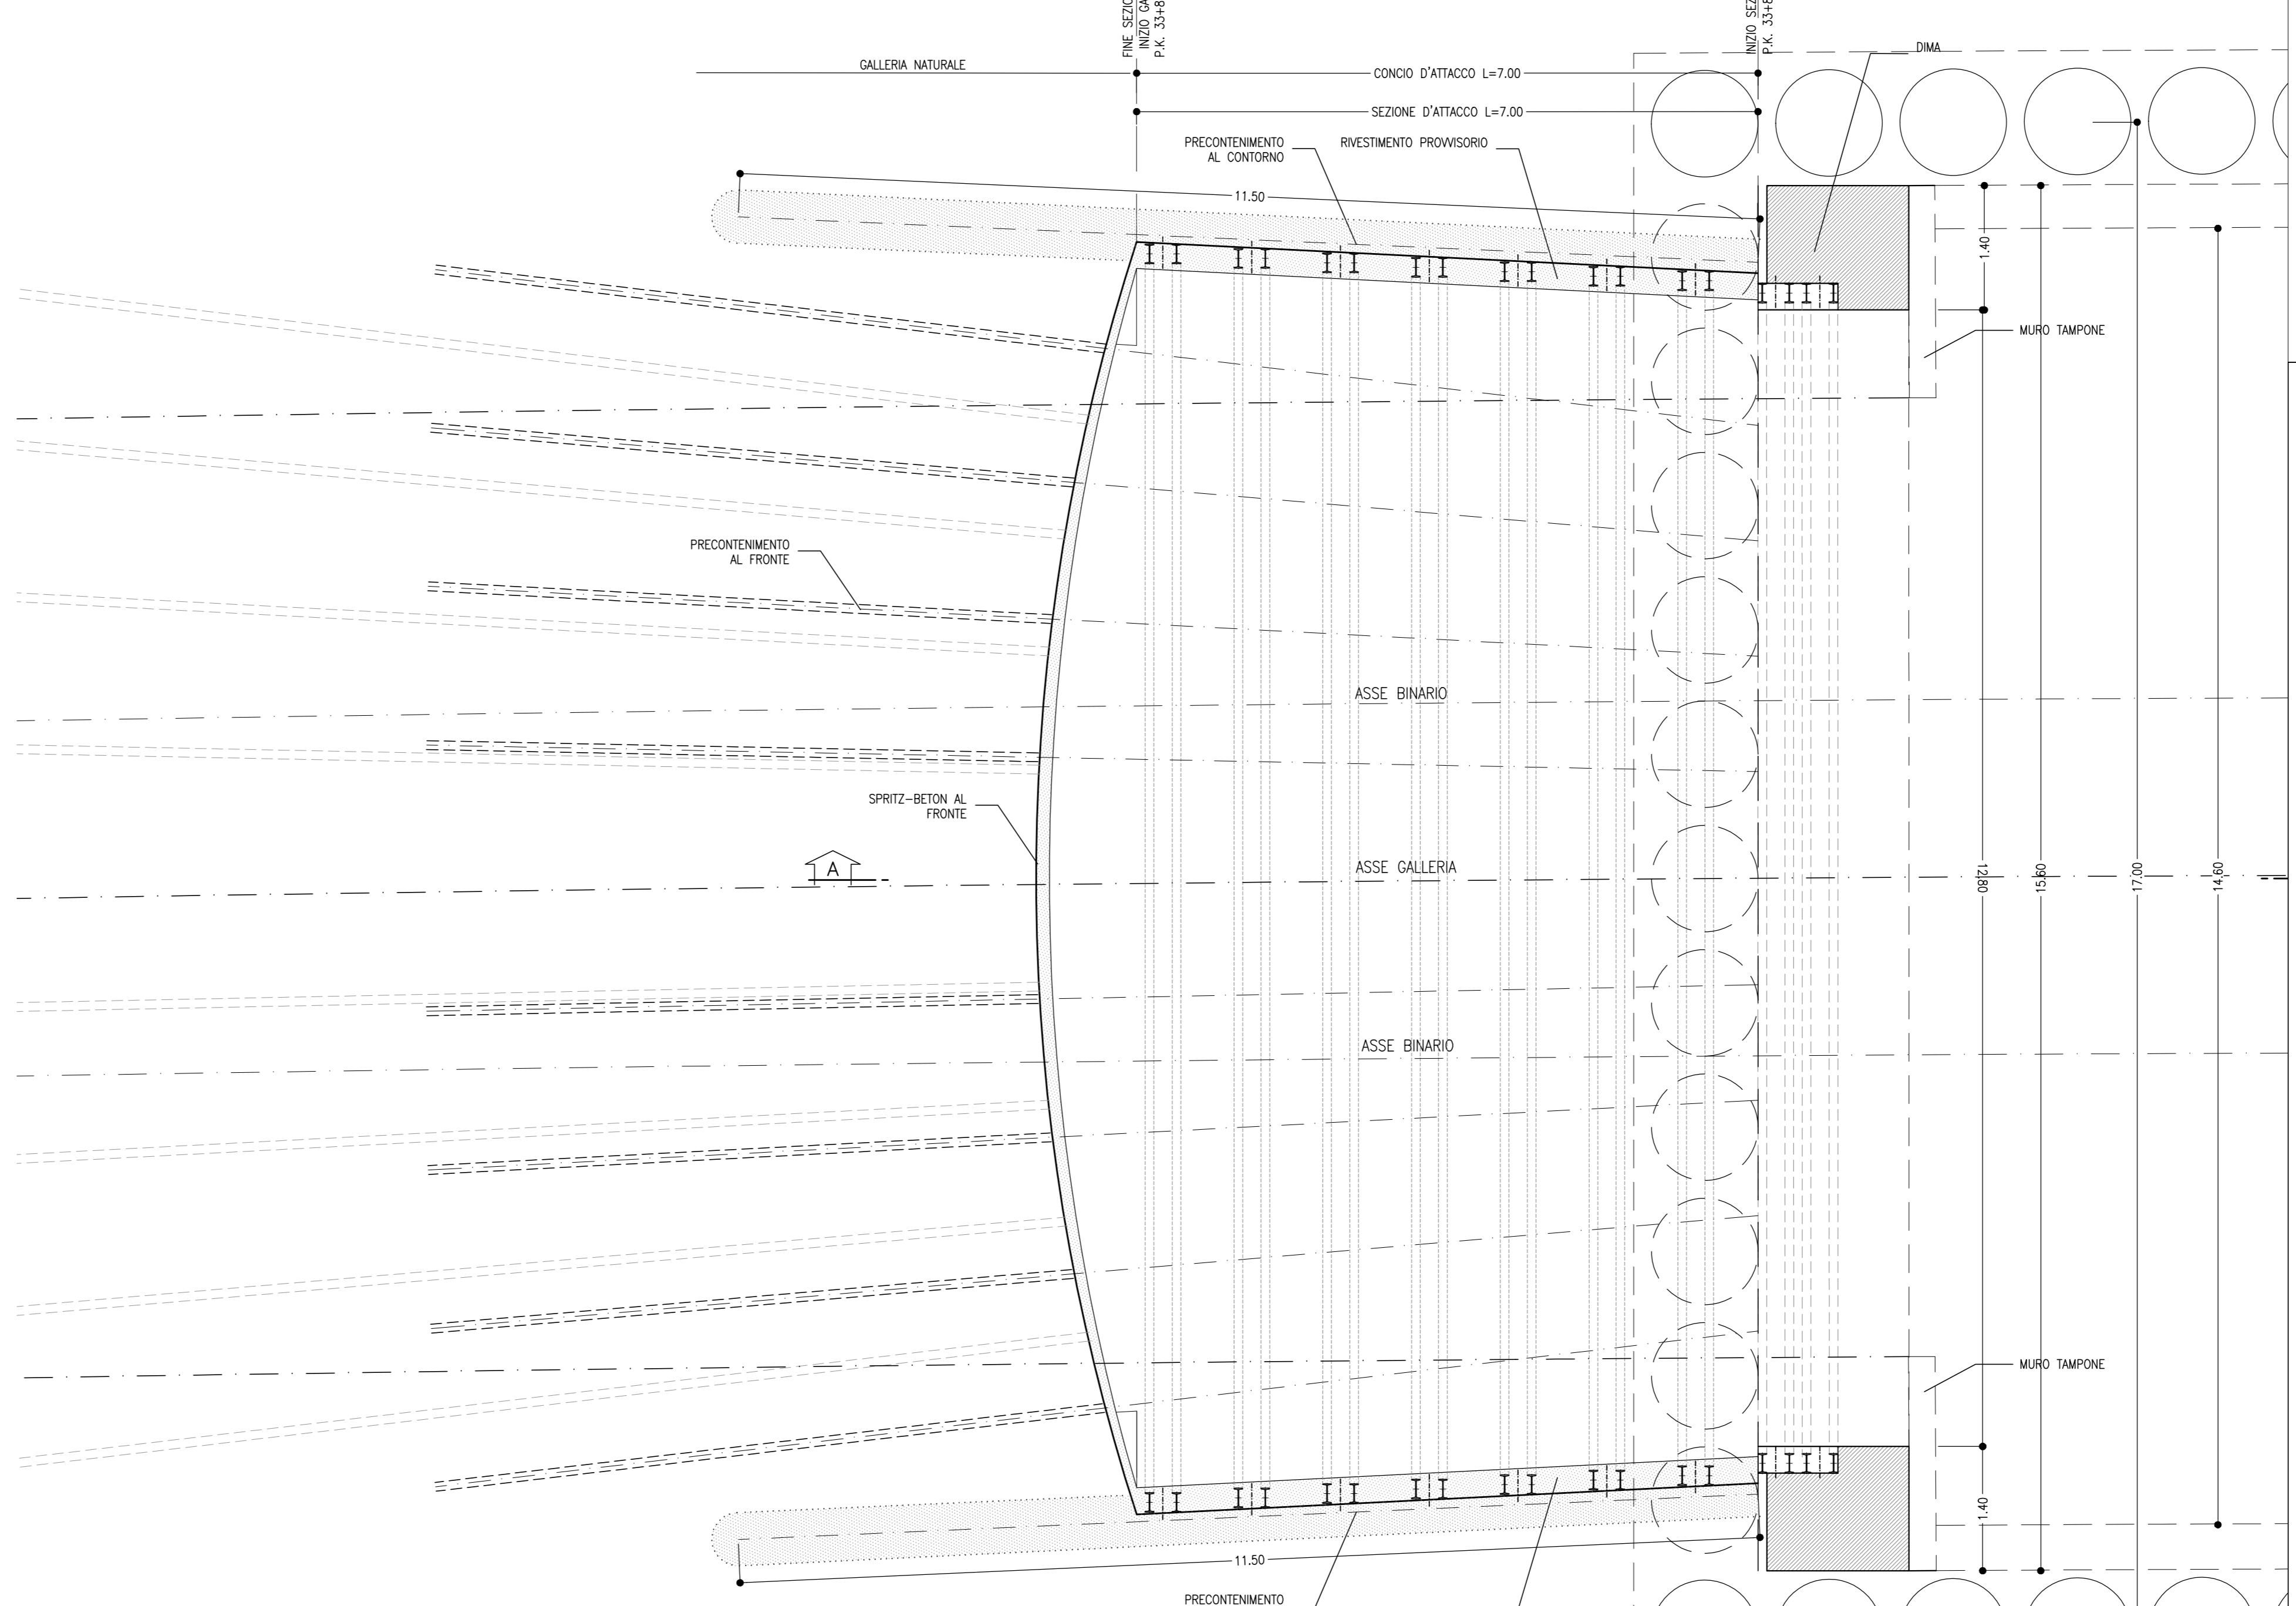 FINE SEZIO
INIZIO GA
P.K. 33+8
INIZIO SEZ
P.K. 33+8
DIMA
GALLERIA NATURALE
CONCIO D'ATTACCO L=7.00
SEZIONE D'ATTACCO L=7.00
PRECONTENIMENTO
AL CONTORNO
RIVESTIMENTO PROVVISORIO
11.50
1.40
MURO TAMPONE
PRECONTENIMENTO
AL FRONTE
ASSE BINARIO
SPRITZ-BETON AL
FRONTE
A
ASSE GALLERIA
12.80
15.60
17.00
14.60
ASSE BINARIO
MURO TAMPONE
1.40
11.50
PRECONTENIMENTO